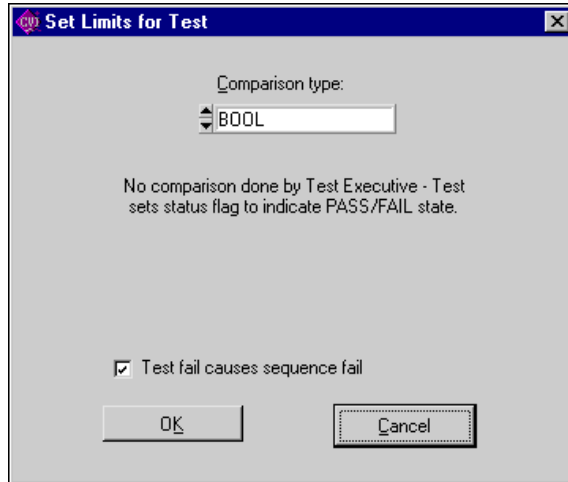 CVI Set Limits for Test
Comparison type:
BOOL
No comparison done by Test Executive - Test
sets status flag to indicate PASS/FAIL state.
Test fail causes sequence fail
OK Cancel